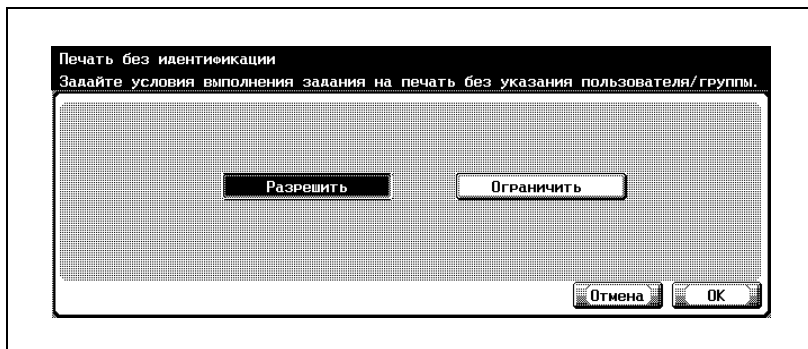 Печать без идентификации
Задайте условия выполнения задания на печать без указания пользователя/группы.
Разрешить Ограничить
Отмена OK